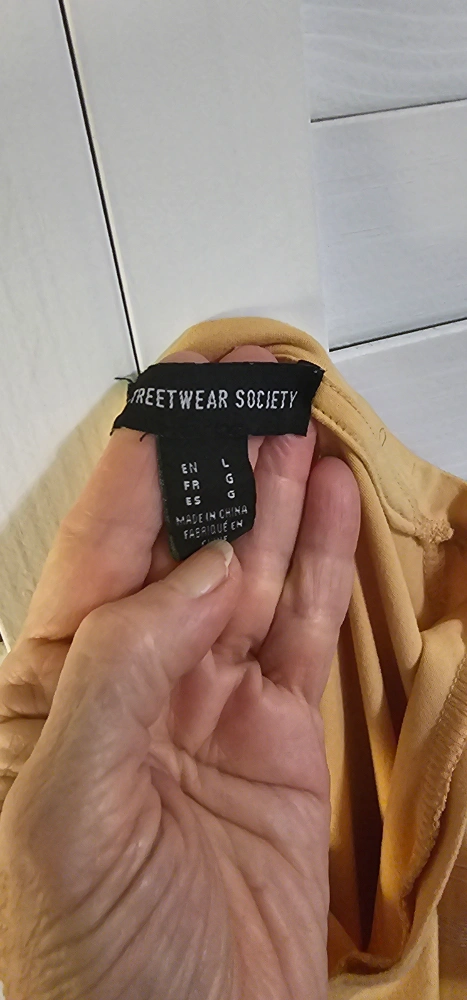 TREETWEAR SOCIETY
EN L
FR G
ES G
MADE IN CHINA
FABRIQUÉ EN